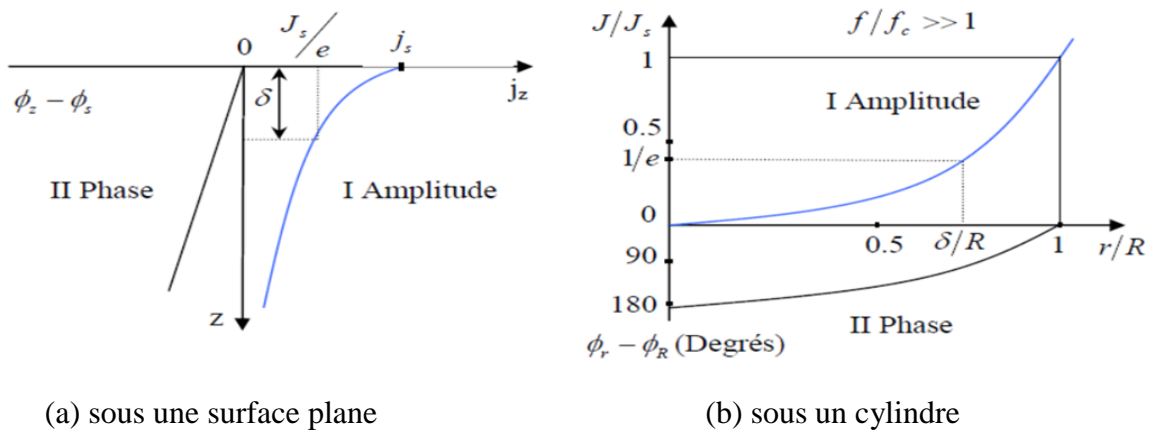 0
J_s/e
j_s
j_z
ϕ_z − ϕ_s
δ
II Phase
I Amplitude
z
(a) sous une surface plane
J/J_s
f/f_c >> 1
1
I Amplitude
0.5
1/e
0
0.5
δ/R
1
r/R
90
180
II Phase
ϕ_r − ϕ_R (Degrés)
(b) sous un cylindre